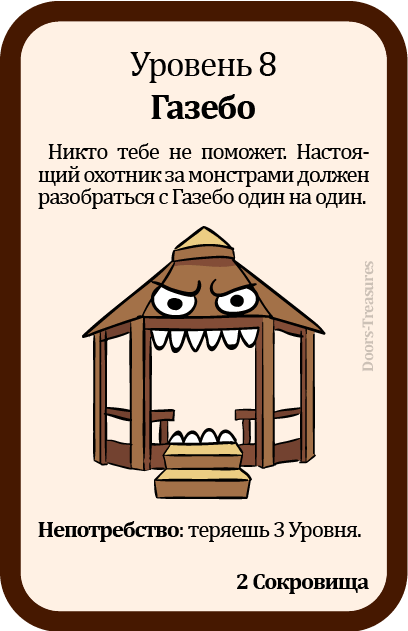 Уровень 8
Газебо
Никто тебе не поможет. Настоя-
щий охотник за монстрами должен
разобраться с Газебо один на один.
Doors-Treasures
Непотребство: теряешь 3 Уровня.
2 Сокровища